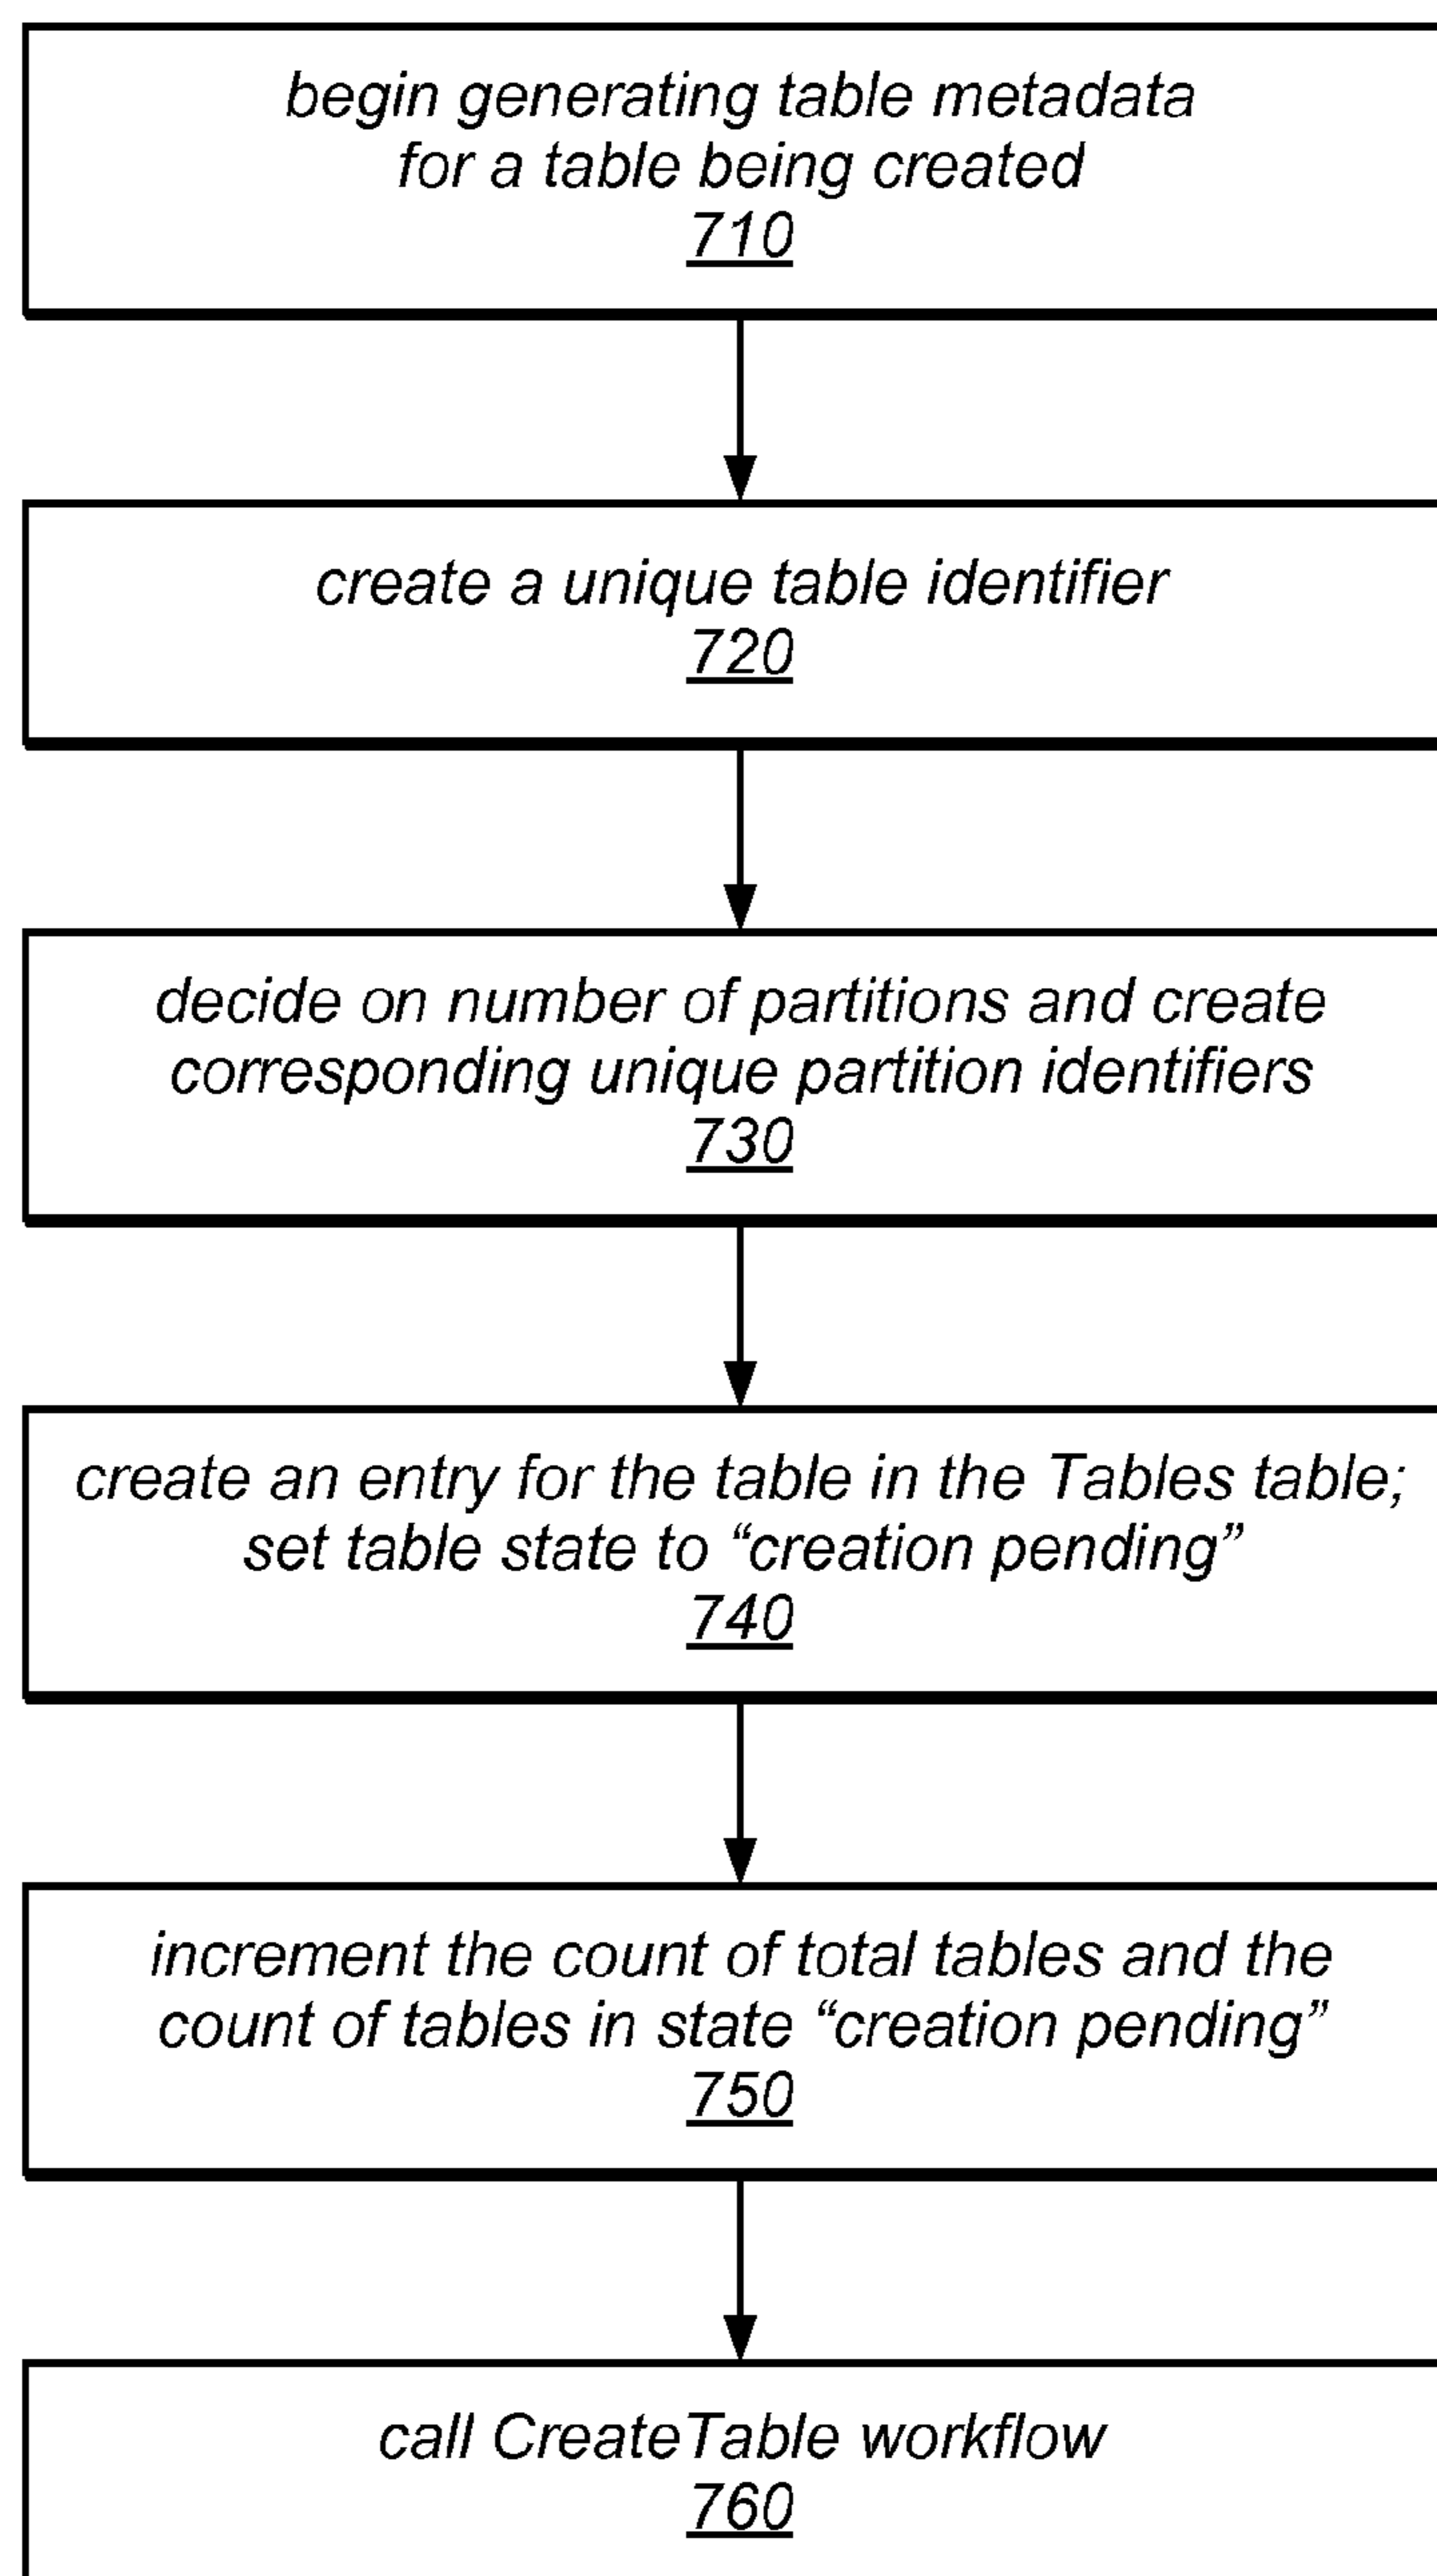 begin generating table metadata
for a table being created
710
create a unique table identifier
720
decide on number of partitions and create
corresponding unique partition identifiers
730
create an entry for the table in the Tables table;
set table state to “creation pending”
740
increment the count of total tables and the
count of tables in state “creation pending”
750
call CreateTable workflow
760